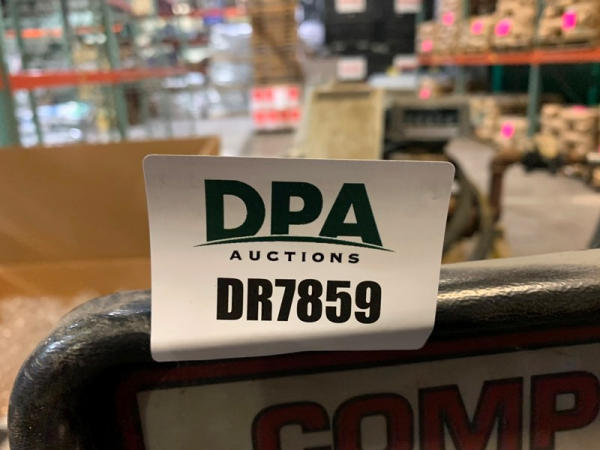 DPA
AUCTIONS
DR7859
COMP